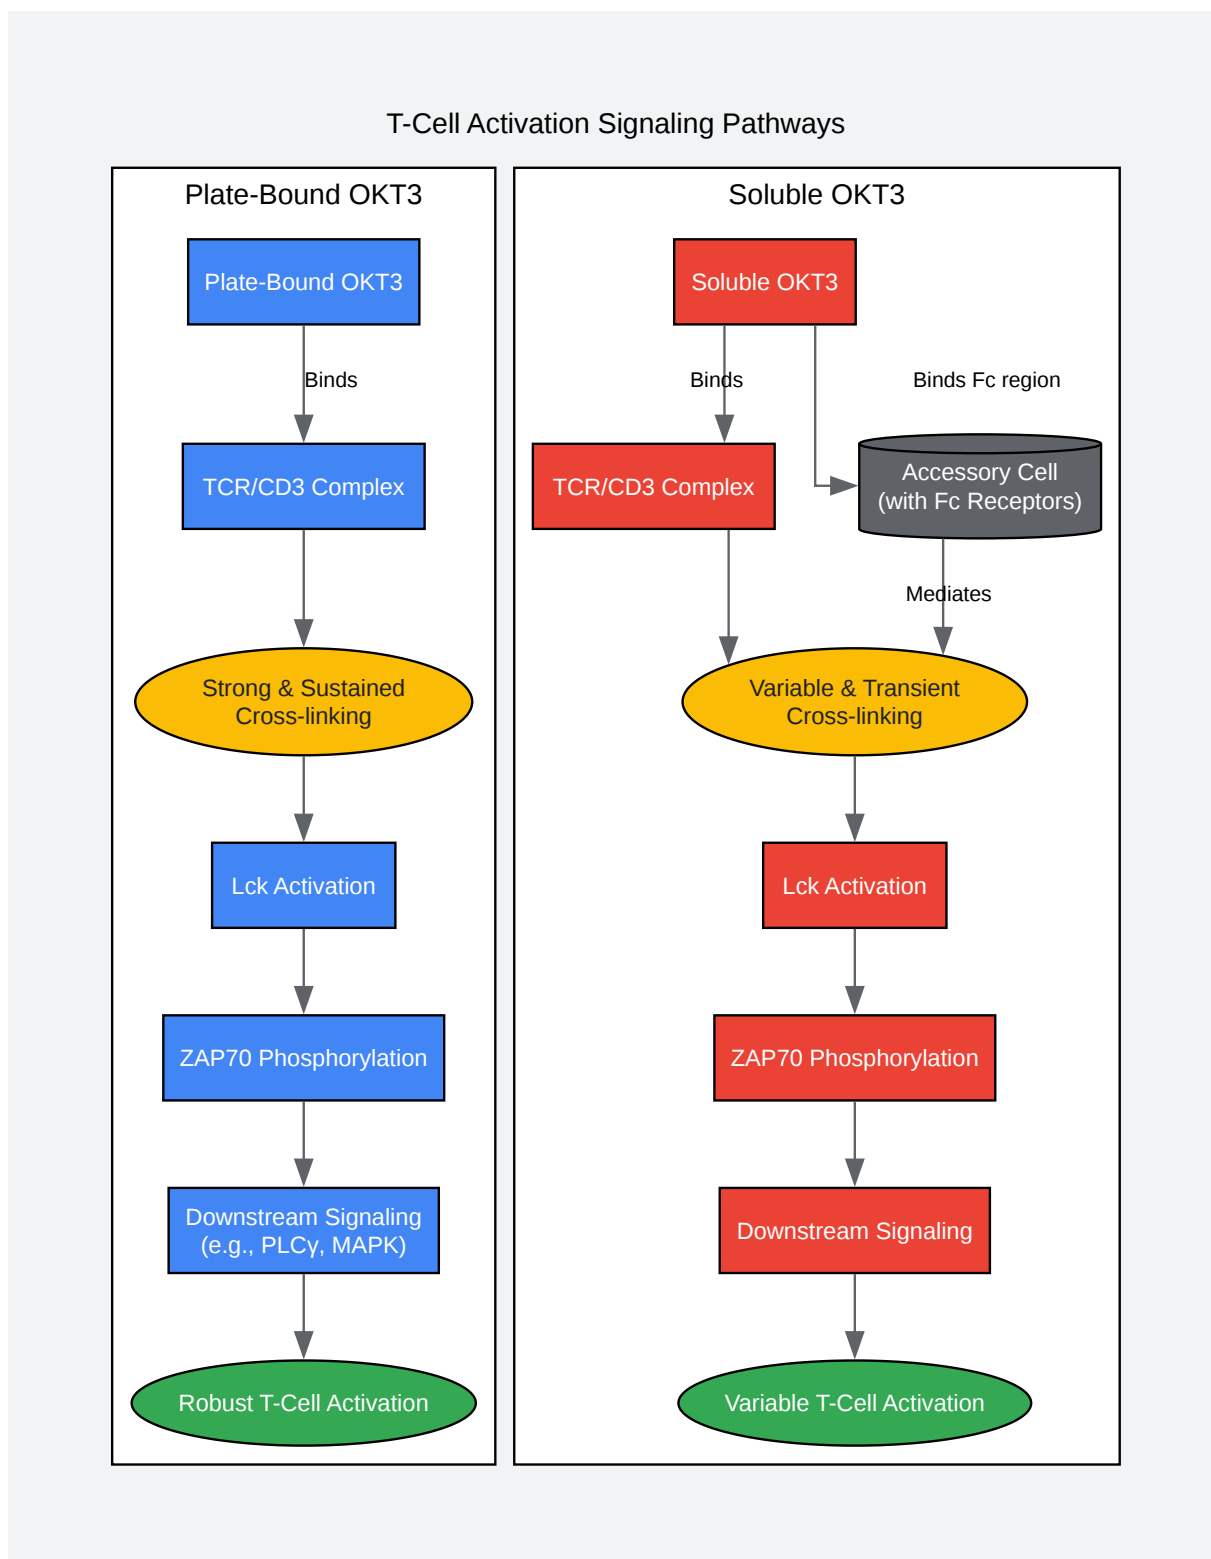 T-Cell Activation Signaling Pathways
Plate-Bound OKT3
Plate-Bound OKT3
Binds
TCR/CD3 Complex
Strong & Sustained
Cross-linking
Lck Activation
ZAP70 Phosphorylation
Downstream Signaling
(e.g., PLCγ, MAPK)
Robust T-Cell Activation
Soluble OKT3
Soluble OKT3
Binds
Binds Fc region
TCR/CD3 Complex
Accessory Cell
(with Fc Receptors)
Mediates
Variable & Transient
Cross-linking
Lck Activation
ZAP70 Phosphorylation
Downstream Signaling
Variable T-Cell Activation